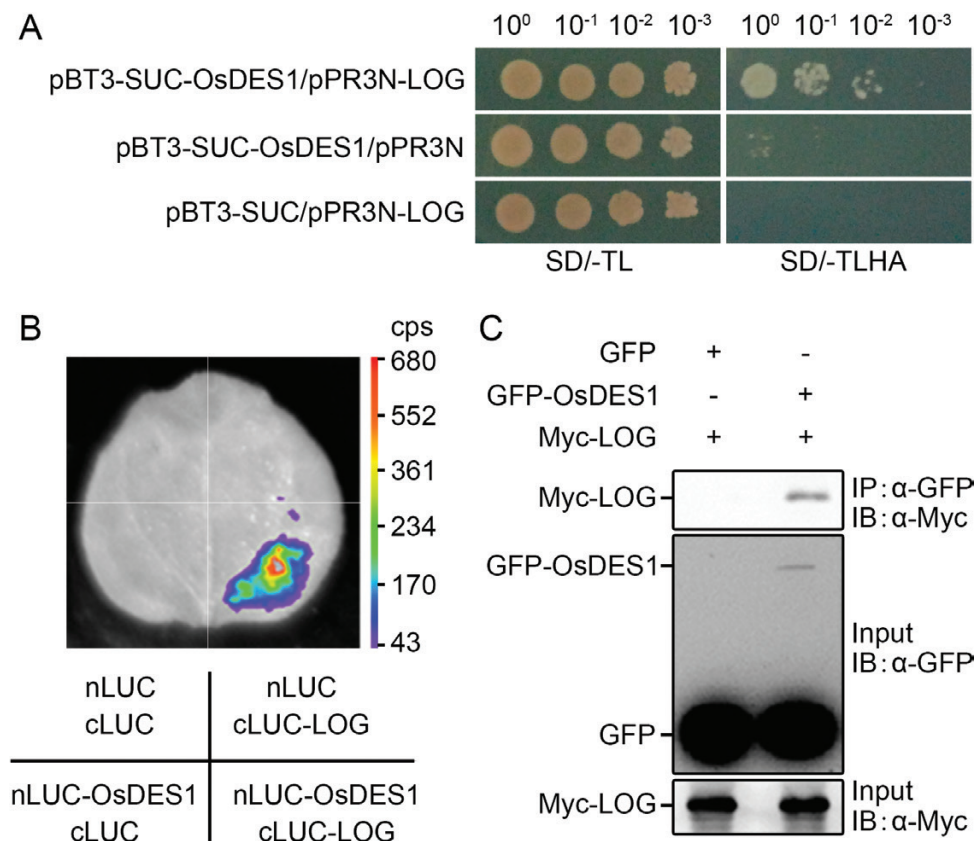 A
10⁰ 10⁻¹ 10⁻² 10⁻³ 10⁰ 10⁻¹ 10⁻² 10⁻³
pBT3-SUC-OsDES1/pPR3N-LOG
pBT3-SUC-OsDES1/pPR3N
pBT3-SUC/pPR3N-LOG
SD/-TL SD/-TLHA
B
cps
680
552
361
234
170
43
nLUC nLUC
cLUC cLUC-LOG
nLUC-OsDES1 nLUC-OsDES1
cLUC cLUC-LOG
C
GFP + -
GFP-OsDES1 - +
Myc-LOG + +
Myc-LOG IP: α-GFP
IB: α-Myc
GFP-OsDES1
Input
IB: α-GFP
GFP
Myc-LOG Input
IB: α-Myc